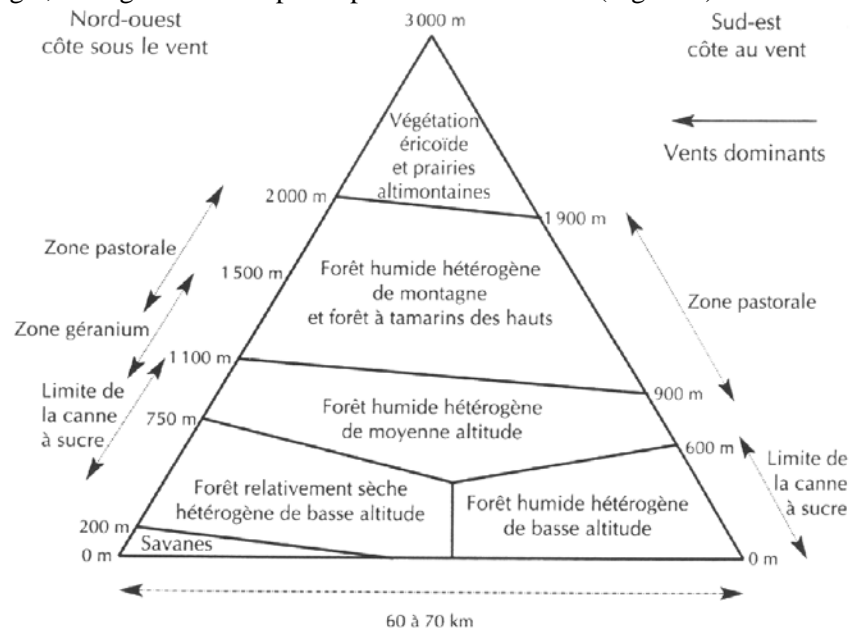 Nord-ouest
côte sous le vent
3 000 m
Sud-est
côte au vent
Vents dominants
Végétation
éricoïde
et prairies
altimontaines
2 000 m
1 900 m
Zone pastorale
1 500 m
Forêt humide hétérogène
de montagne
et forêt à tamarins des hauts
Zone pastorale
Zone géranium
1 100 m
900 m
Limite de
la canne
à sucre
750 m
Forêt humide hétérogène
de moyenne altitude
600 m
Limite de
la canne
à sucre
Forêt relativement sèche
hétérogène de basse altitude
Forêt humide hétérogène
de basse altitude
200 m
0 m
Savanes
0 m
60 à 70 km